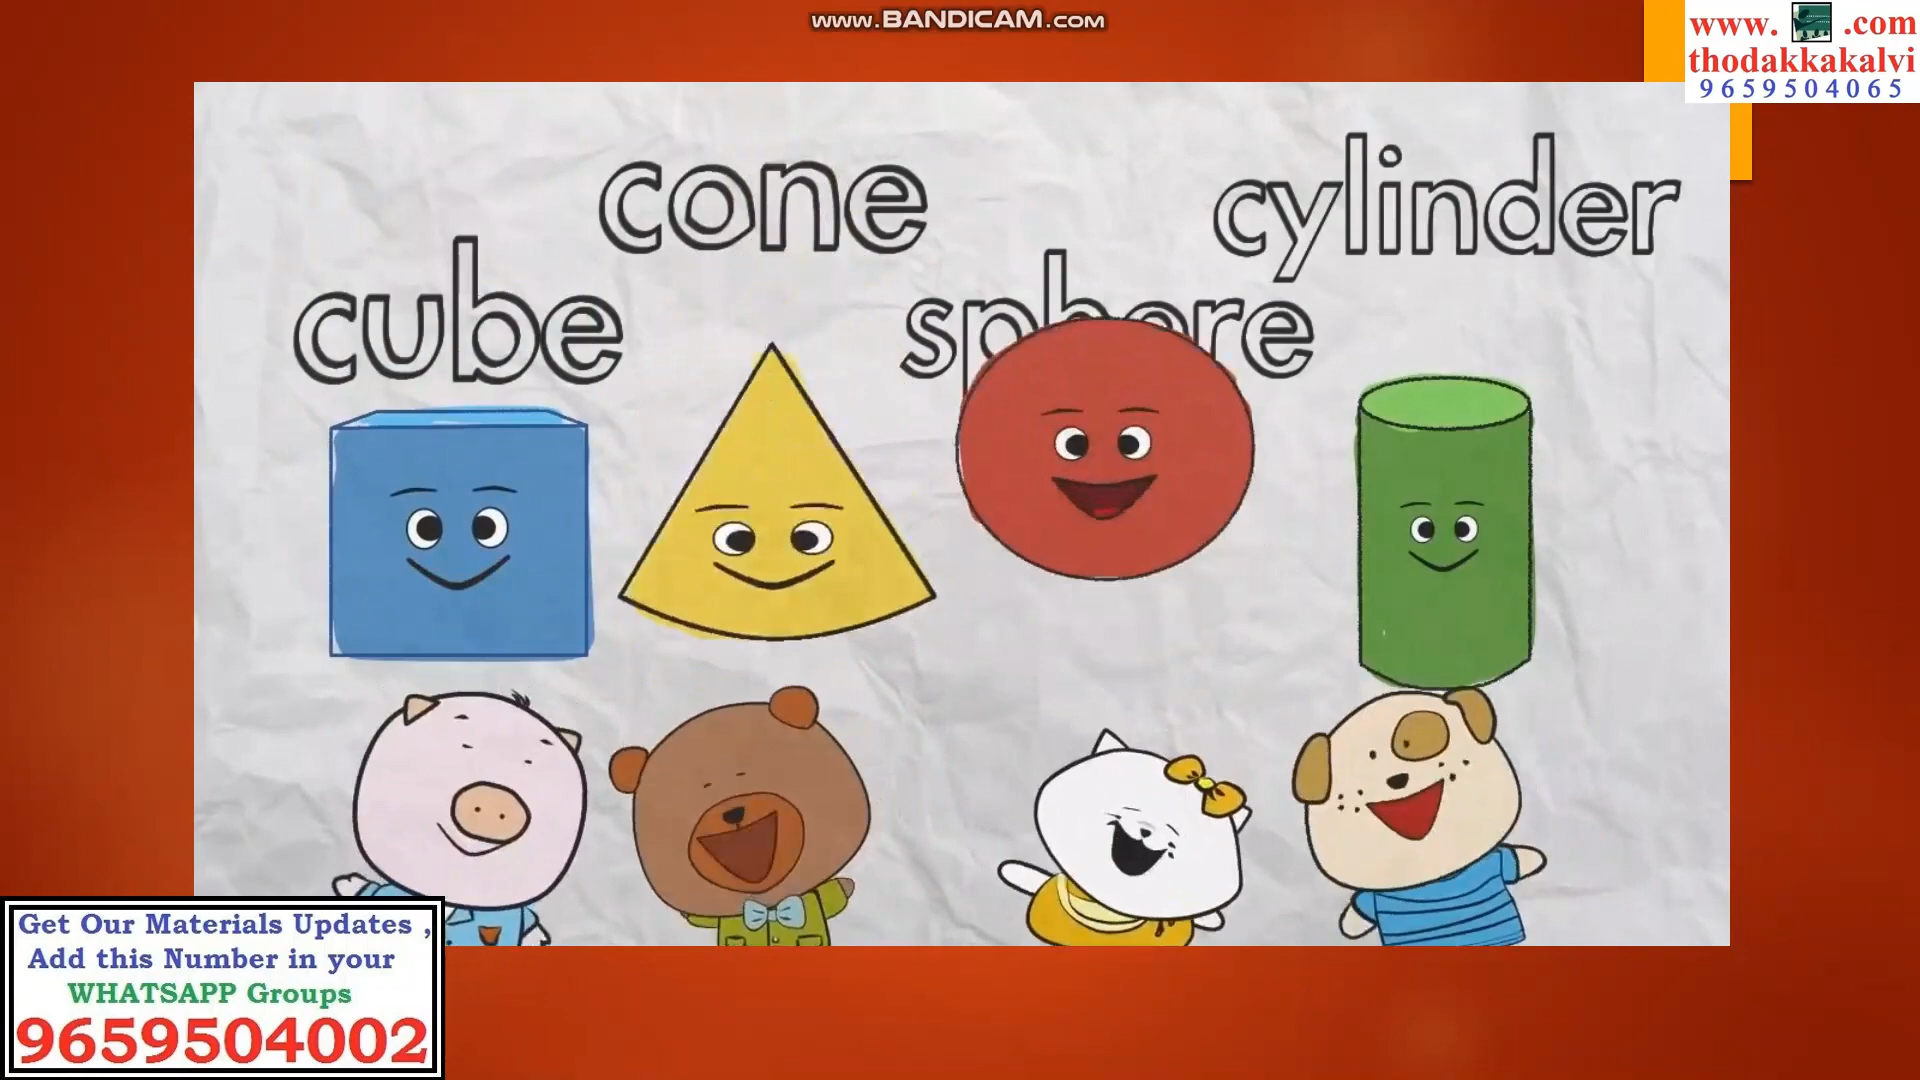 www.BANDICAM.com
www. .com
thodakkakalvi
9659504065
cone
cylinder
cube
sphere
Get Our Materials Updates ,
Add this Number in your
WHATSAPP Groups
9659504002